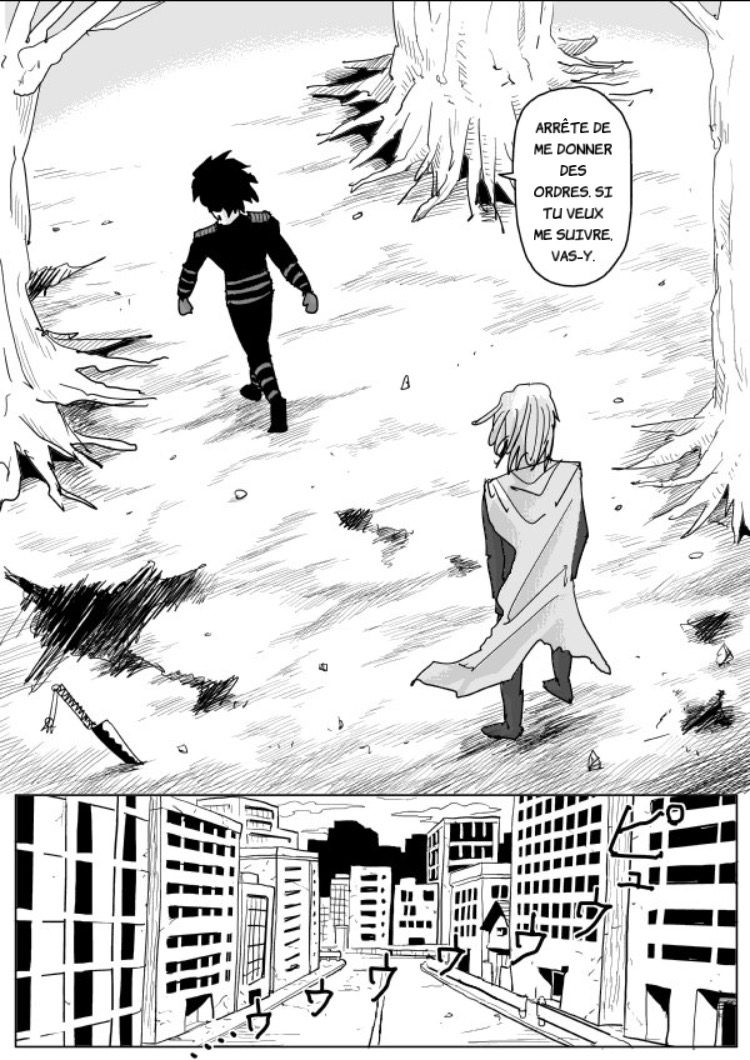 ARRÊTE DE
ME DONNER
DES
ORDRES. SI
TU VEUX
ME SUIVRE,
VAS-Y.
ピュウウウウウウ....